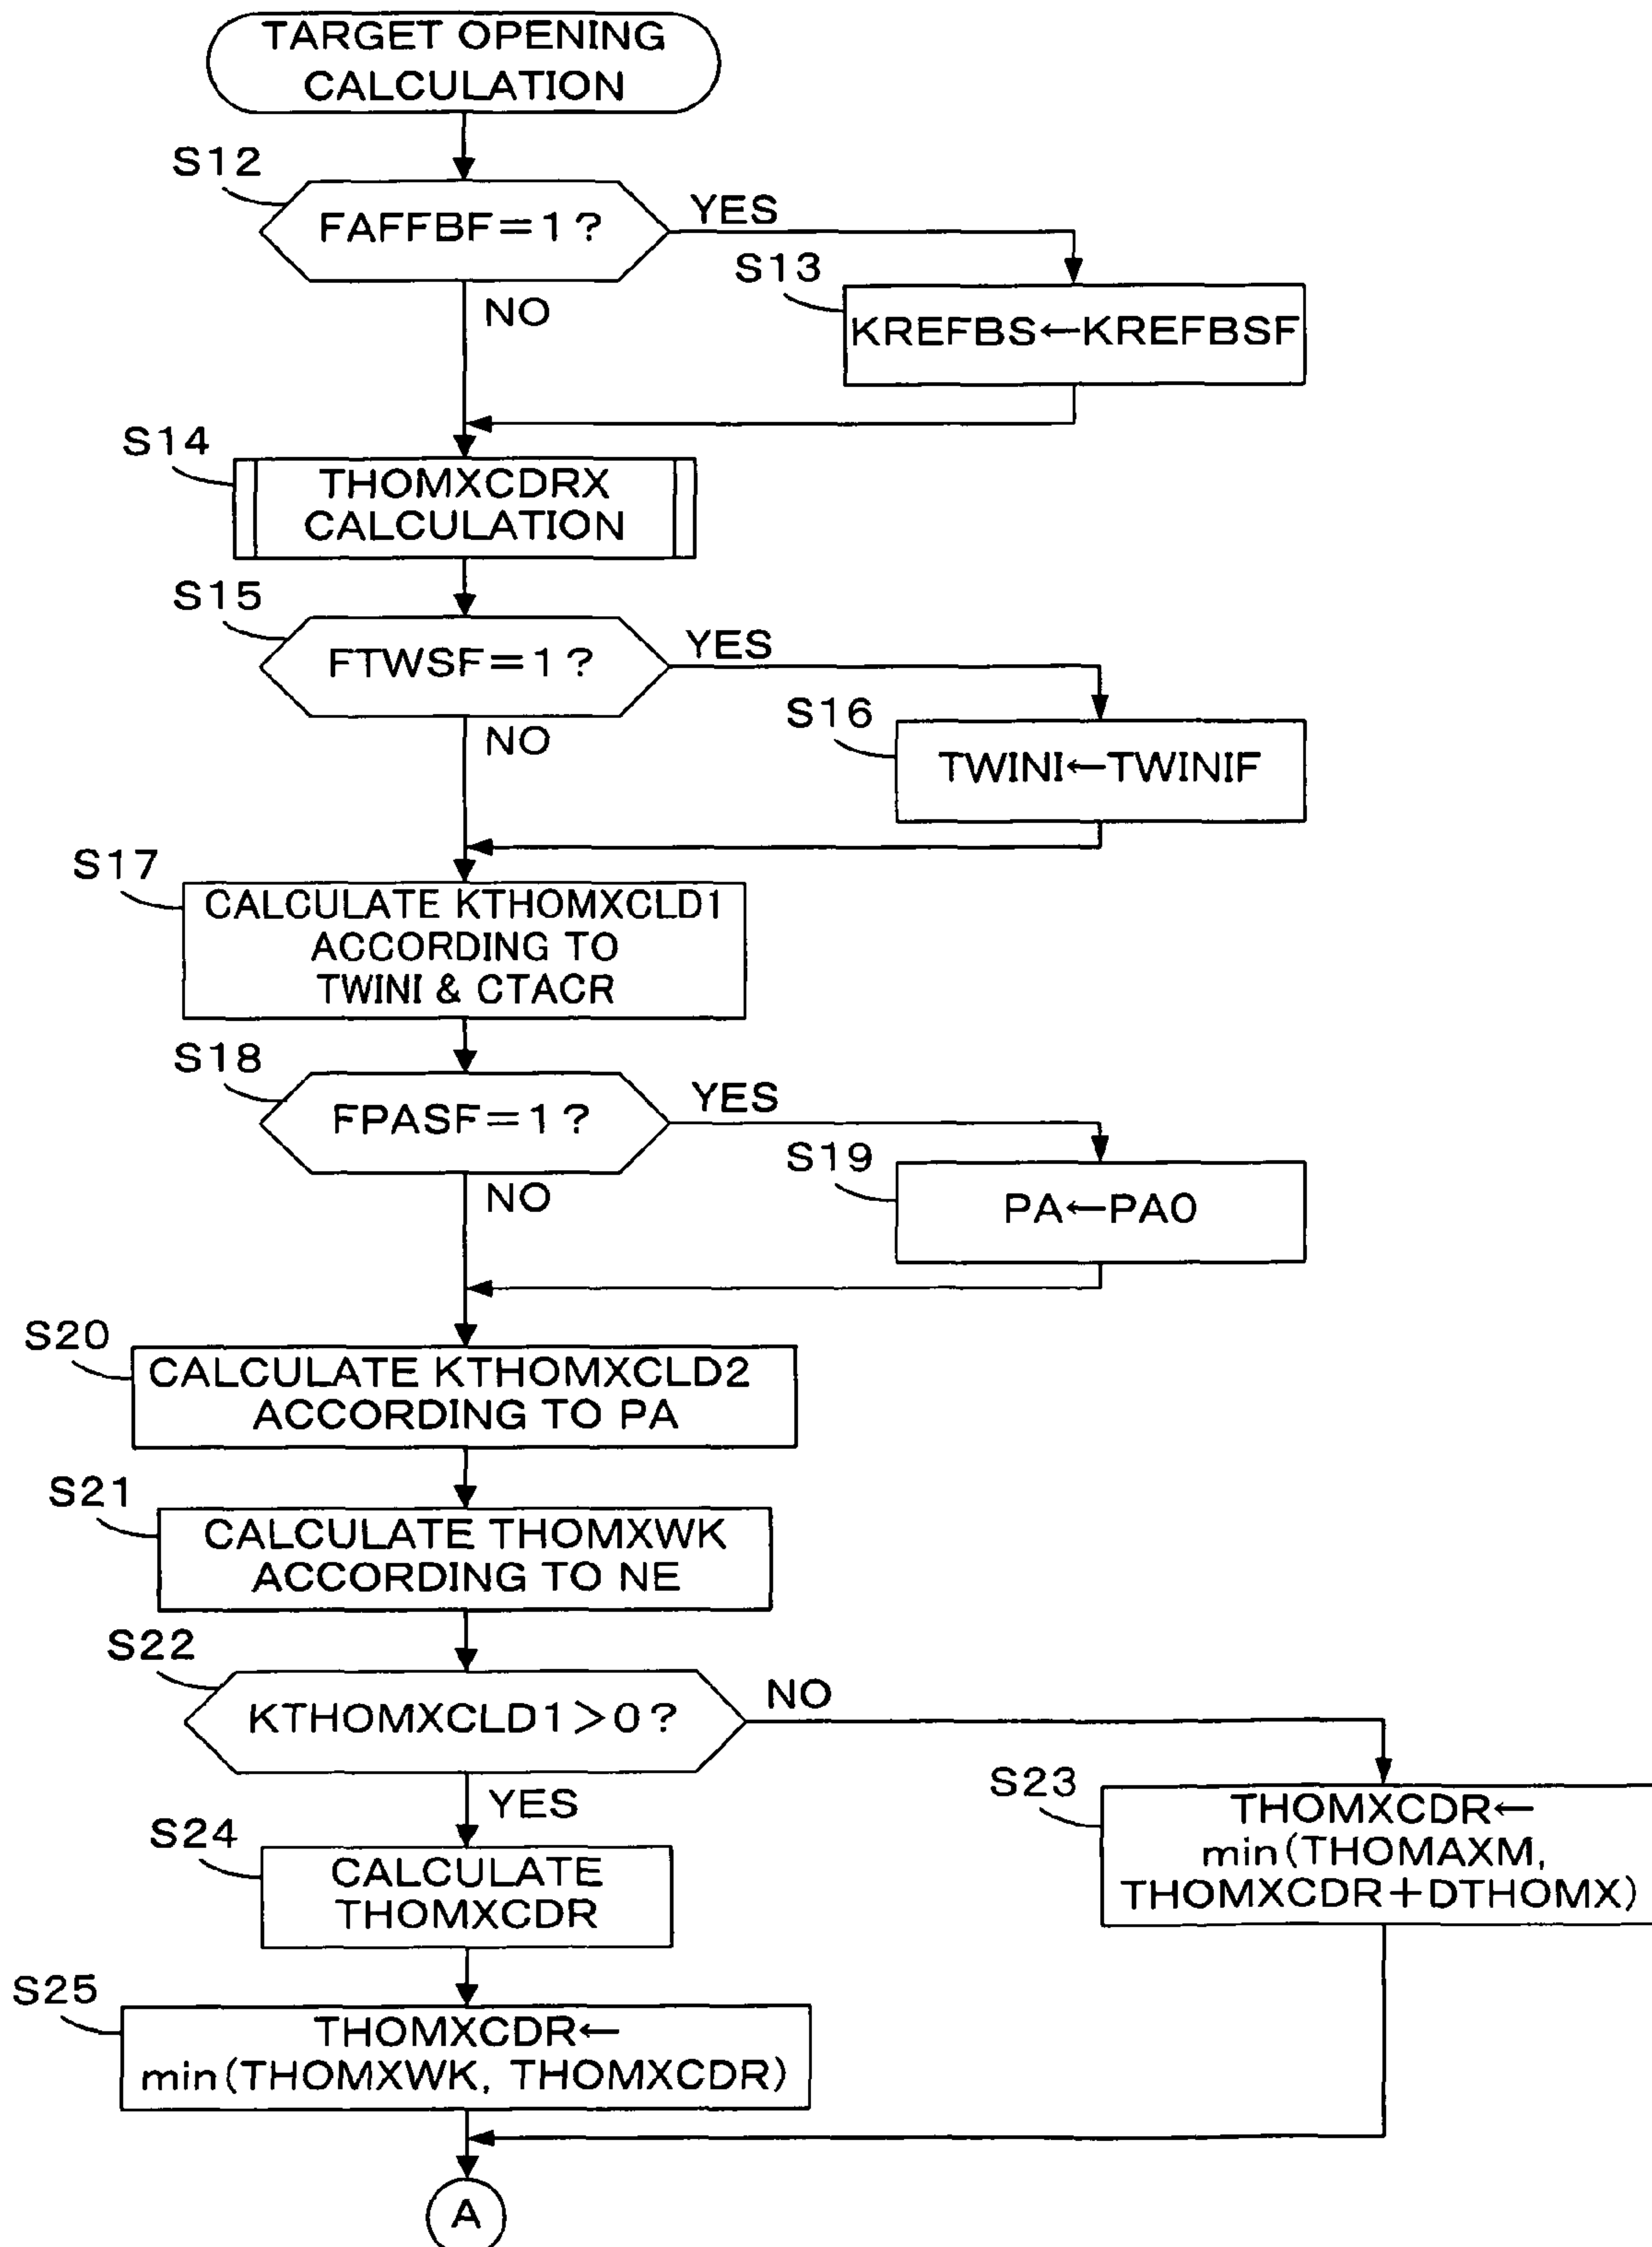 TARGET OPENING
CALCULATION
S12
FAFFBF=1?
YES
NO
S13
KREFBS←KREFBSF
S14
THOMXCDRX
CALCULATION
S15
FTWSF=1?
YES
NO
S16
TWINI←TWINIF
S17
CALCULATE KTHOMXCLD1
ACCORDING TO
TWINI & CTACR
S18
FPASF=1?
YES
NO
S19
PA←PA0
S20
CALCULATE KTHOMXCLD2
ACCORDING TO PA
S21
CALCULATE THOMXWK
ACCORDING TO NE
S22
KTHOMXCLD1>0?
NO
YES
S23
THOMXCDR←
min(THOMAXM,
THOMXCDR+DTHOMX)
S24
CALCULATE
THOMXCDR
S25
THOMXCDR←
min(THOMXWK, THOMXCDR)
A